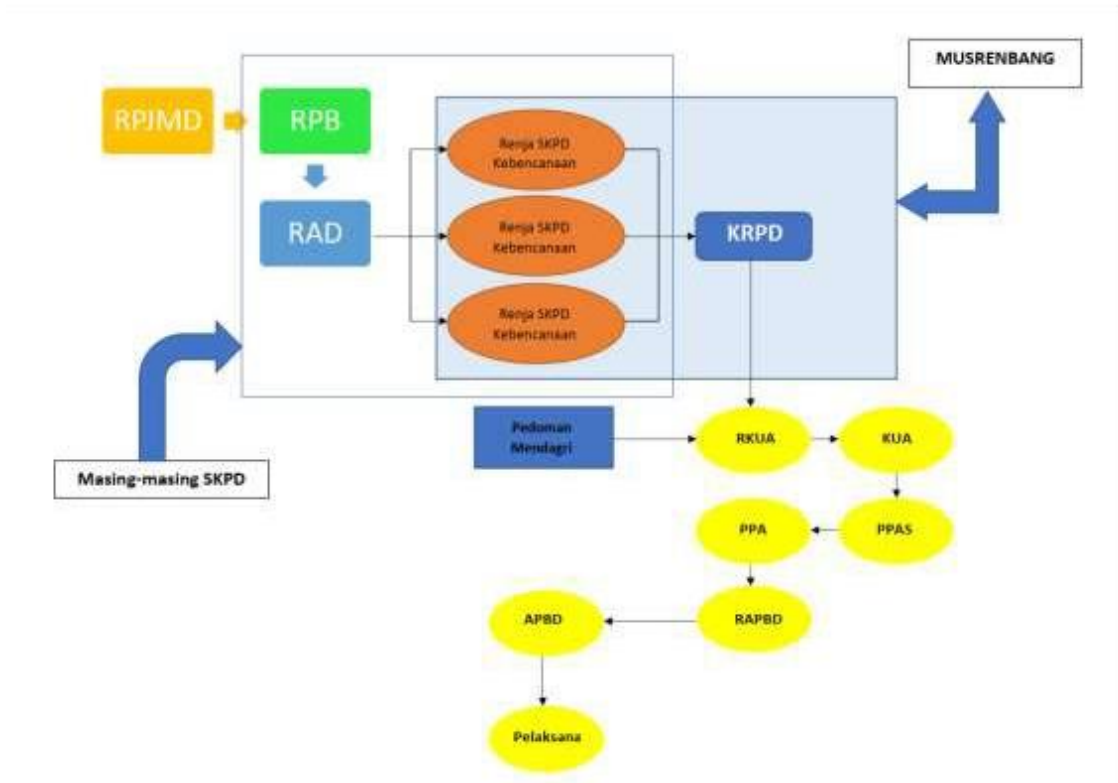 MUSRENBANG
RPJMD
RPB
Renja SKPD
Kebencanaan
RAD
Renja SKPD
Kebencanaan
KRPD
Renja SKPD
Kebencanaan
Pedoman
Mendagri
RKUA
KUA
Masing-masing SKPD
PPA
PPAS
APBD
RAPBD
Pelaksana